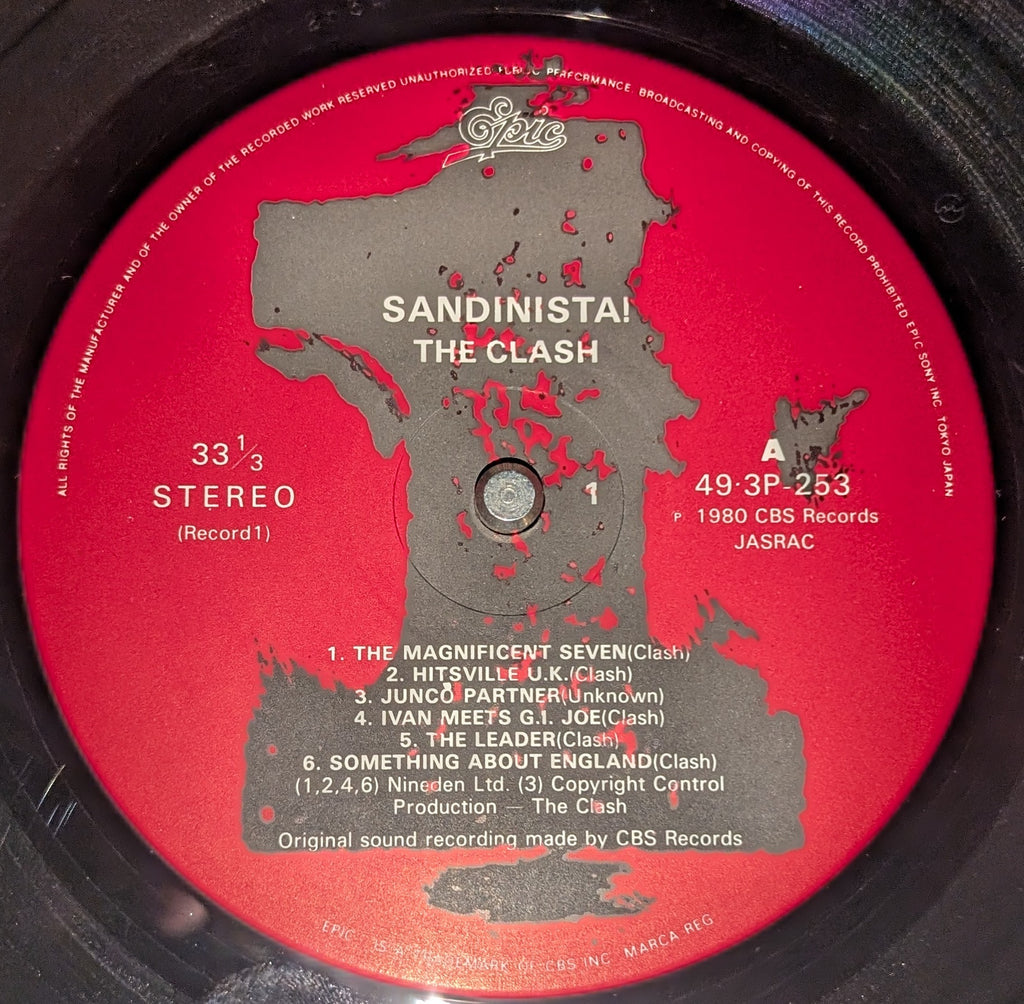 ALL RIGHTS OF THE MANUFACTURER AND OF THE OWNER OF THE RECORDED WORK RESERVED UNAUTHORIZED PUBLIC PERFORMANCE, BROADCASTING AND COPYING OF THIS RECORD PROHIBITED EPIC SONY INC. TOKYO JAPAN
Epic
SANDINISTA!
THE CLASH
33 1/3
STEREO
(Record1)
1
A
49·3P-253
P 1980 CBS Records
JASRAC
1. THE MAGNIFICENT SEVEN(Clash)
2. HITSVILLE U.K.(Clash)
3. JUNCO PARTNER(Unknown)
4. IVAN MEETS G.I. JOE(Clash)
5. THE LEADER(Clash)
6. SOMETHING ABOUT ENGLAND(Clash)
(1,2,4,6) Nineden Ltd. (3) Copyright Control
Production — The Clash
Original sound recording made by CBS Records
EPIC IS A TRADEMARK OF CBS INC. MARCA REG